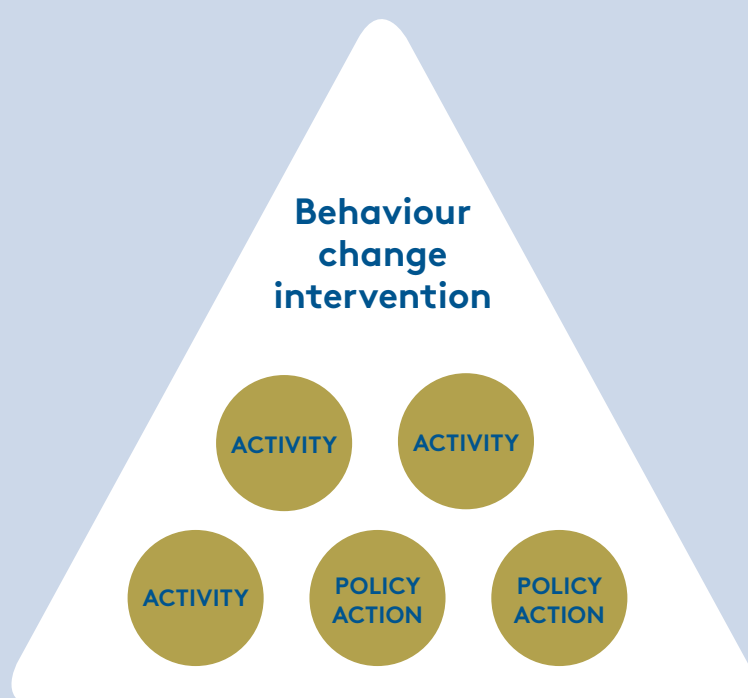 Behaviour
change
intervention
ACTIVITY
ACTIVITY
ACTIVITY
POLICY
ACTION
POLICY
ACTION